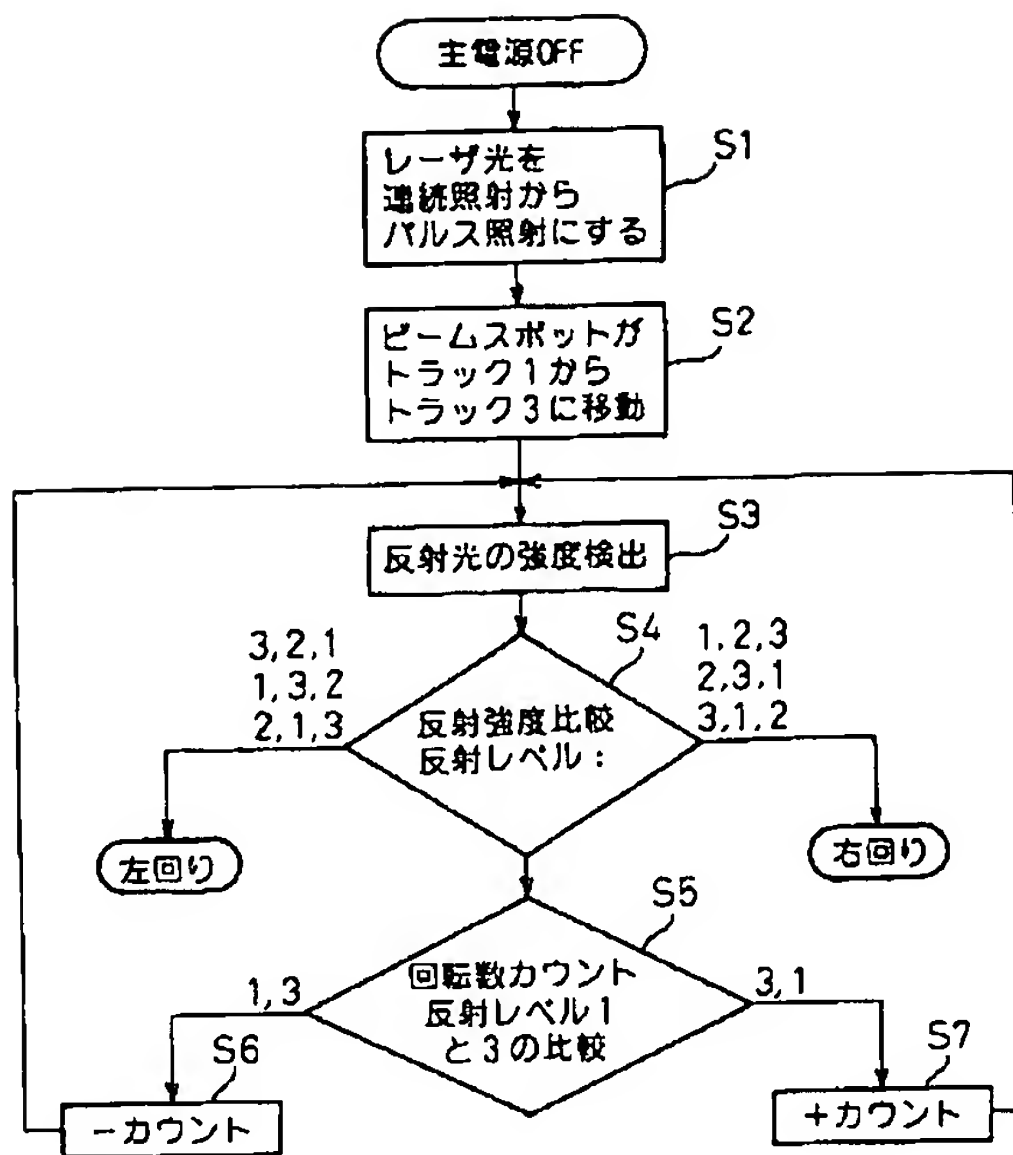 主電源OFF
S1
レーザ光を
連続照射から
パルス照射にする
S2
ビームスポットが
トラック1から
トラック3に移動
S3
反射光の強度検出
S4
3,2,1
1,3,2
2,1,3
1,2,3
2,3,1
3,1,2
反射強度比較
反射レベル:
左回り
右回り
S5
回転数カウント
反射レベル1
と3の比較
1,3
3,1
S6
-カウント
S7
+カウント